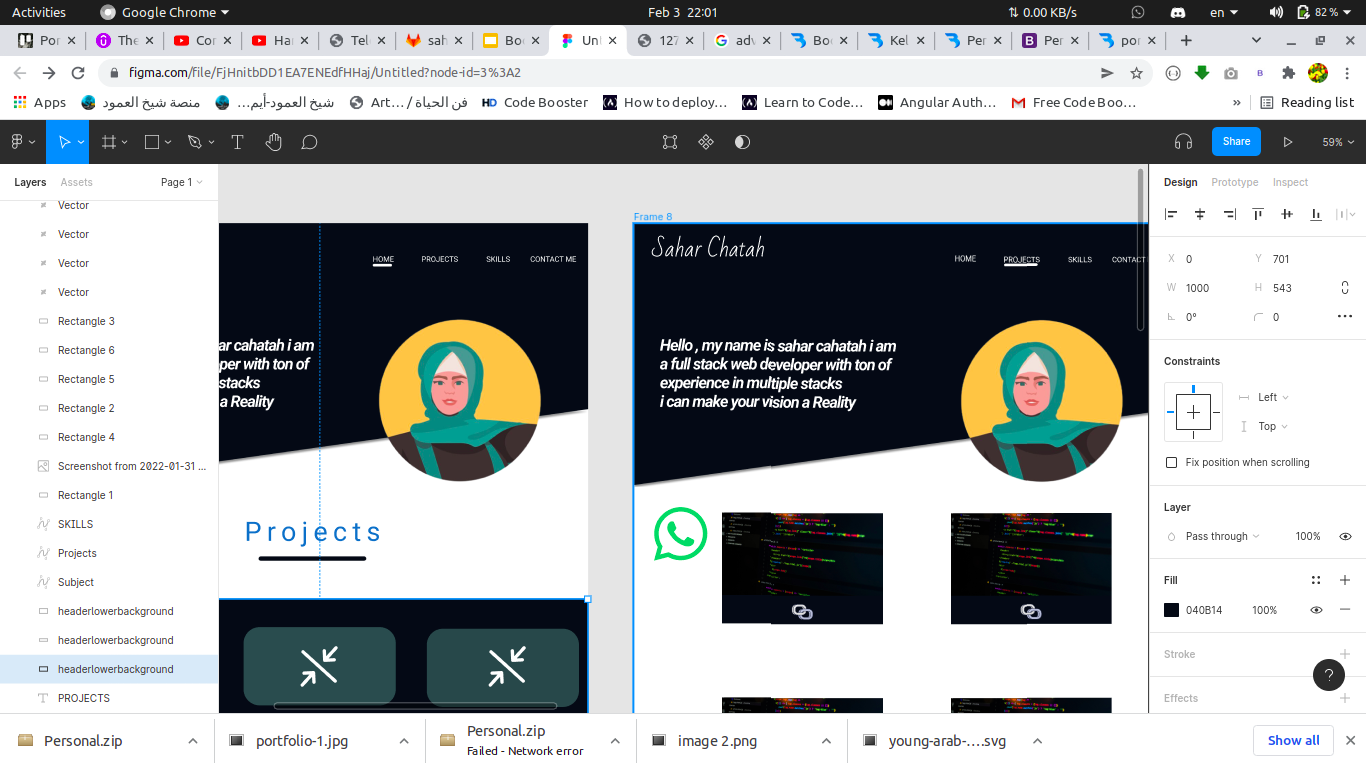 Activities
Google Chrome
Feb 3 22:01
0.00 KB/s
en
82 %
Por
The
Cor
Har
Tel
sah
Boo
Unt
127
adv
Boo
Kel
Per
Per
por
figma.com/file/FjHnitbDD1EA7ENEdfHHaj/Untitled?node-id=3%3A2
Apps
منصة شيخ العمود
شيخ العمود-أيم...
فن الحياة / Art...
HD Code Booster
How to deploy...
Learn to Code...
Angular Auth...
Free Code Boo...
»
Reading list
Share
59%
Layers
Assets
Page 1
Vector
Vector
Vector
Vector
Rectangle 3
Rectangle 6
Rectangle 5
Rectangle 2
Rectangle 4
Screenshot from 2022-01-31 ...
Rectangle 1
SKILLS
Projects
Subject
headerlowerbackground
headerlowerbackground
headerlowerbackground
PROJECTS
HOME
PROJECTS
SKILLS
CONTACT ME
ar cahatah i am
per with ton of
stacks
a Reality
Projects
Frame 8
Sahar Chatah
HOME
PROJECTS
SKILLS
CONTACT
Hello , my name is sahar cahatah i am
a full stack web developer with ton of
experience in multiple stacks
i can make your vision a Reality
Design
Prototype
Inspect
X 0
Y 701
W 1000
H 543
0°
0
Constraints
Left
Top
Fix position when scrolling
Layer
Pass through
100%
Fill
040B14
100%
Stroke
Effects
?
Personal.zip
portfolio-1.jpg
Personal.zip
Failed - Network error
image 2.png
young-arab-....svg
Show all